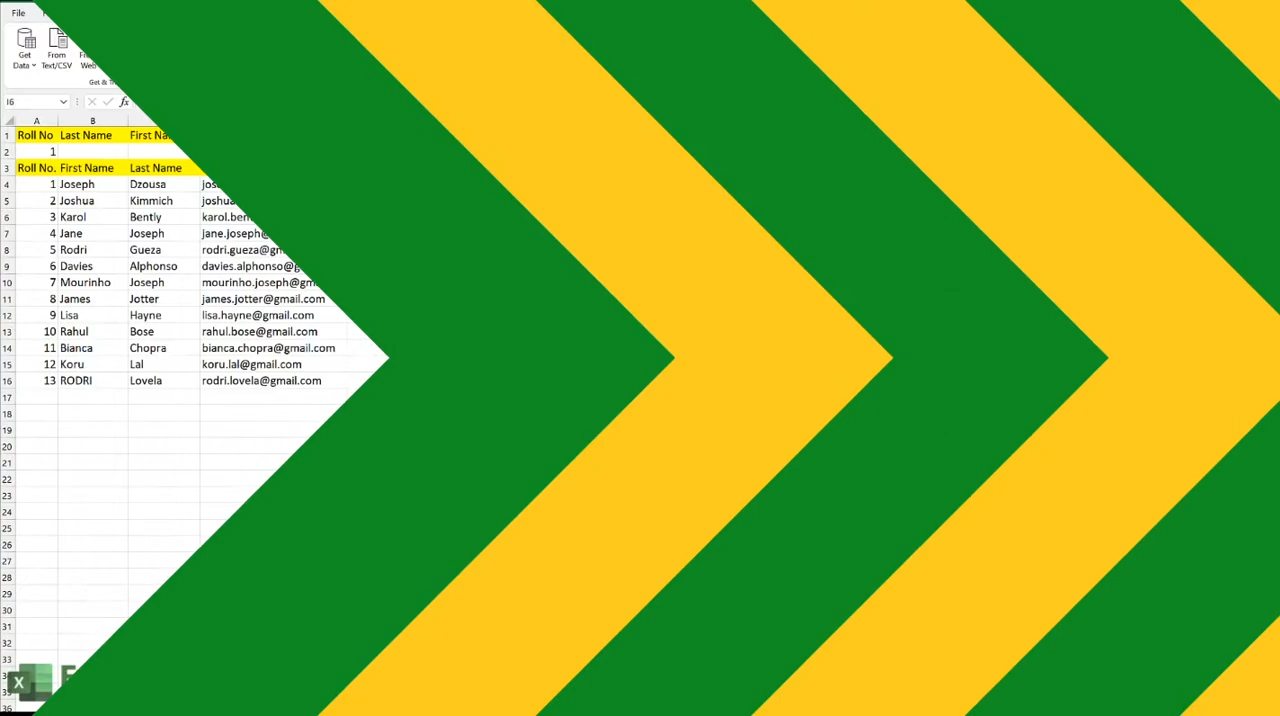 File
Get
Data
From
Text/CSV
Web
Get &
I6
fx
A B
1 Roll No Last Name First
2 1
3 Roll No. First Name Last Name
4 1 Joseph Dzousa
5 2 Joshua Kimmich
6 3 Karol Bently
7 4 Jane Joseph jane.joseph@
8 5 Rodri Gueza
9 6 Davies Alphonso
10 7 Mourinho Joseph
11 8 James Jotter james.jotter@gmail.com
12 9 Lisa Hayne lisa.hayne@gmail.com
13 10 Rahul Bose rahul.bose@gmail.com
14 11 Bianca Chopra bianca.chopra@gmail.com
15 12 Koru Lal koru.lal@gmail.com
16 13 RODRI Lovela rodri.lovela@gmail.com
17
18
19
20
21
22
23
24
25
26
27
28
29
30
31
32
33
36
X